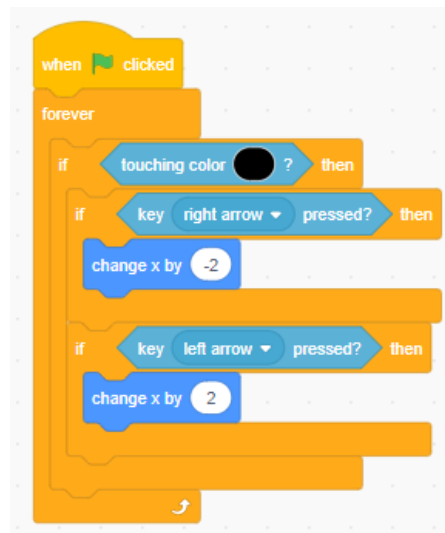 when clicked
forever
if touching color ? then
if key right arrow pressed? then
change x by -2
if key left arrow pressed? then
change x by 2